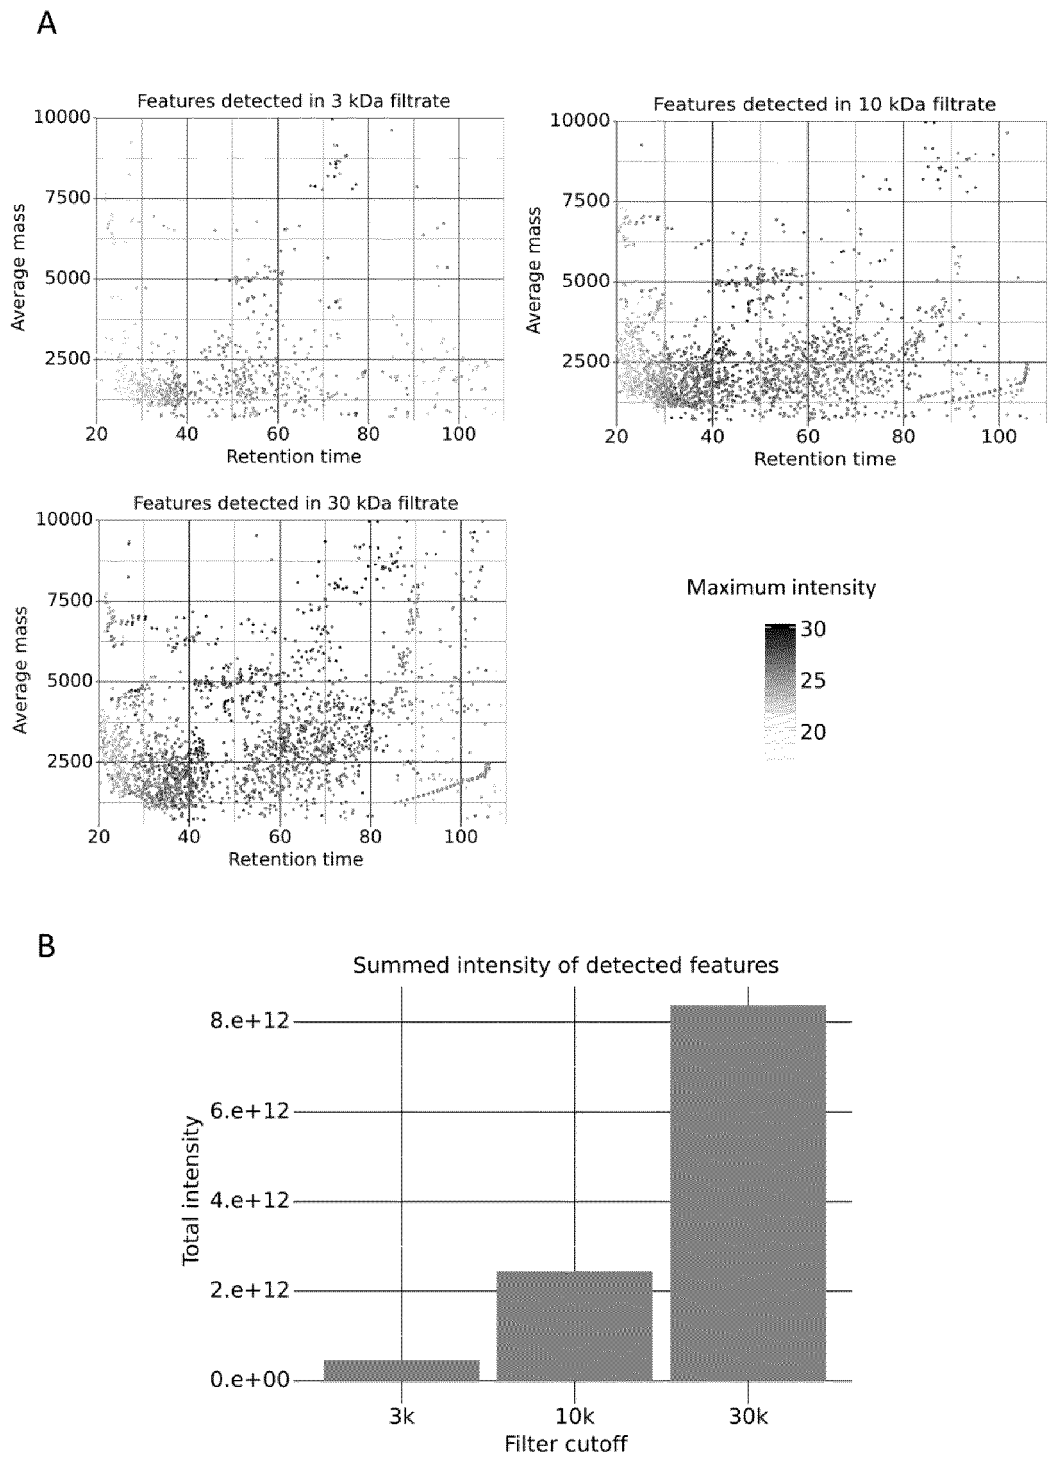 A
Features detected in 3 kDa filtrate
10000
7500
5000
2500
Average mass
20 40 60 80 100
Retention time
Features detected in 10 kDa filtrate
10000
7500
5000
2500
Average mass
20 40 60 80 100
Retention time
Features detected in 30 kDa filtrate
10000
7500
5000
2500
Average mass
20 40 60 80 100
Retention time
Maximum intensity
30
25
20
B
Summed intensity of detected features
8.e+12
6.e+12
4.e+12
2.e+12
0.e+00
Total intensity
3k 10k 30k
Filter cutoff